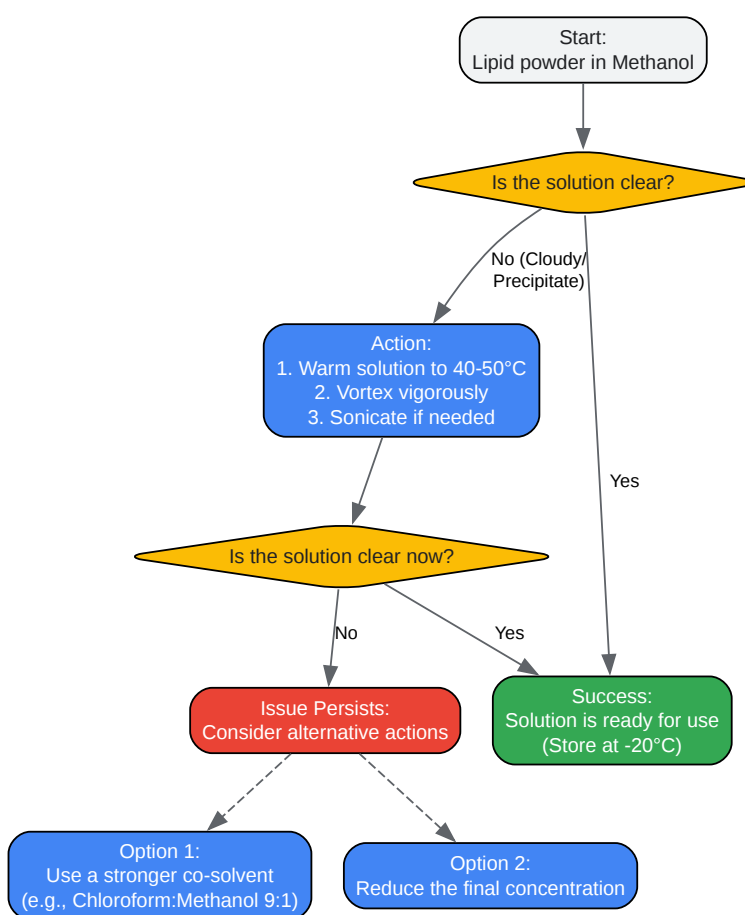 Start:
Lipid powder in Methanol
Is the solution clear?
No (Cloudy/
Precipitate)
Action:
1. Warm solution to 40-50°C
2. Vortex vigorously
3. Sonicate if needed
Yes
Is the solution clear now?
No
Yes
Issue Persists:
Consider alternative actions
Success:
Solution is ready for use
(Store at -20°C)
Option 1:
Use a stronger co-solvent
(e.g., Chloroform:Methanol 9:1)
Option 2:
Reduce the final concentration